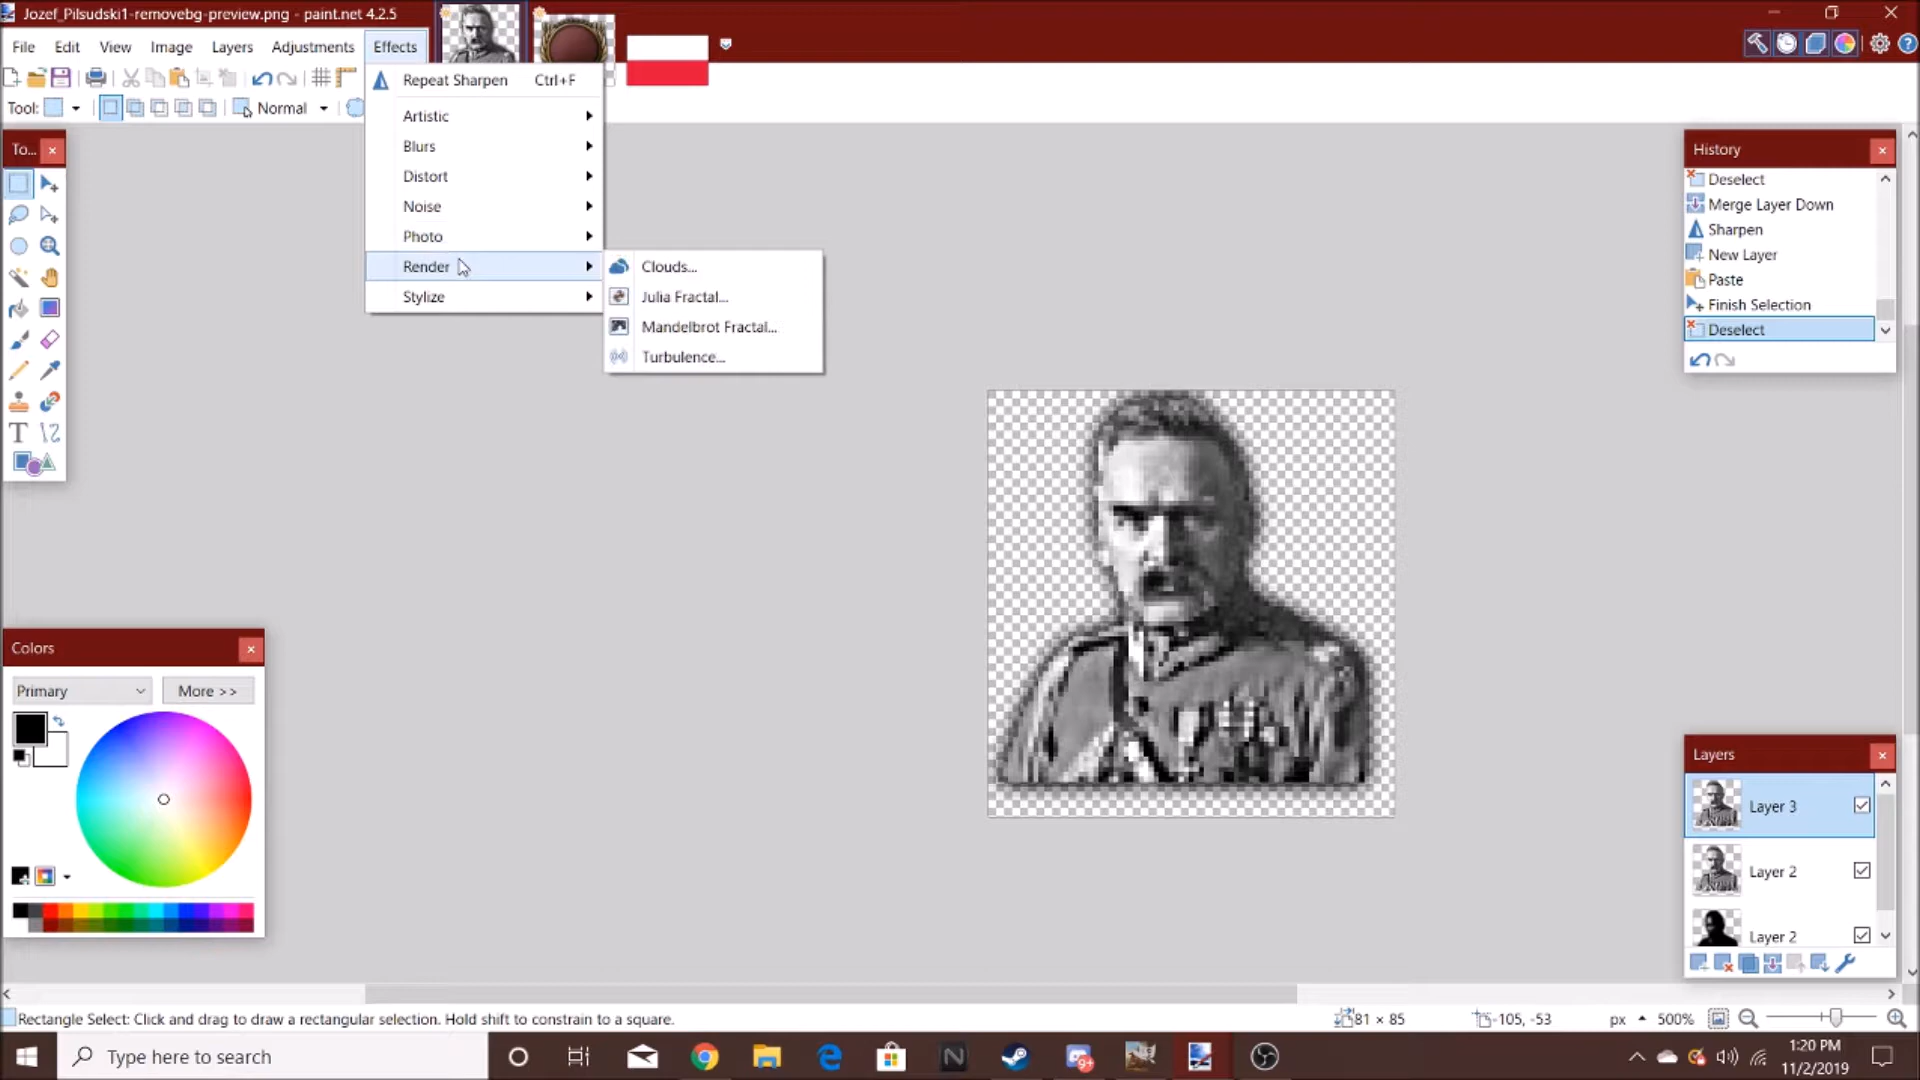 Jozef_Pilsudski1-removebg-preview.png - paint.net 4.2.5
File Edit View Image Layers Adjustments Effects
Tool: Normal
Repeat Sharpen Ctrl+F
Artistic
Blurs
Distort
Noise
Photo
Render
Stylize
Clouds...
Julia Fractal...
Mandelbrot Fractal...
Turbulence...
To...
History
Deselect
Merge Layer Down
Sharpen
New Layer
Paste
Finish Selection
Deselect
Colors
Primary
More >>
Layers
Layer 3
Layer 2
Layer 2
Rectangle Select: Click and drag to draw a rectangular selection. Hold shift to constrain to a square.
81 × 85
-105, -53
px
500%
Type here to search
9+
1:20 PM
11/2/2019